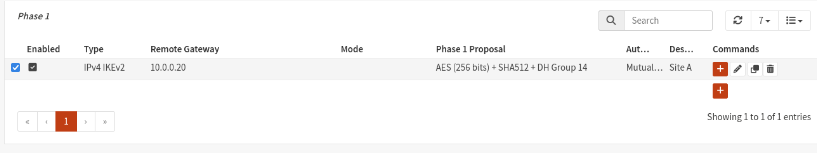 Phase 1
Search
7
Enabled Type Remote Gateway Mode Phase 1 Proposal Aut... Des... Commands
IPv4 IKEv2 10.0.0.20 AES (256 bits) + SHA512 + DH Group 14 Mutual... Site A
« ‹ 1 › »
Showing 1 to 1 of 1 entries